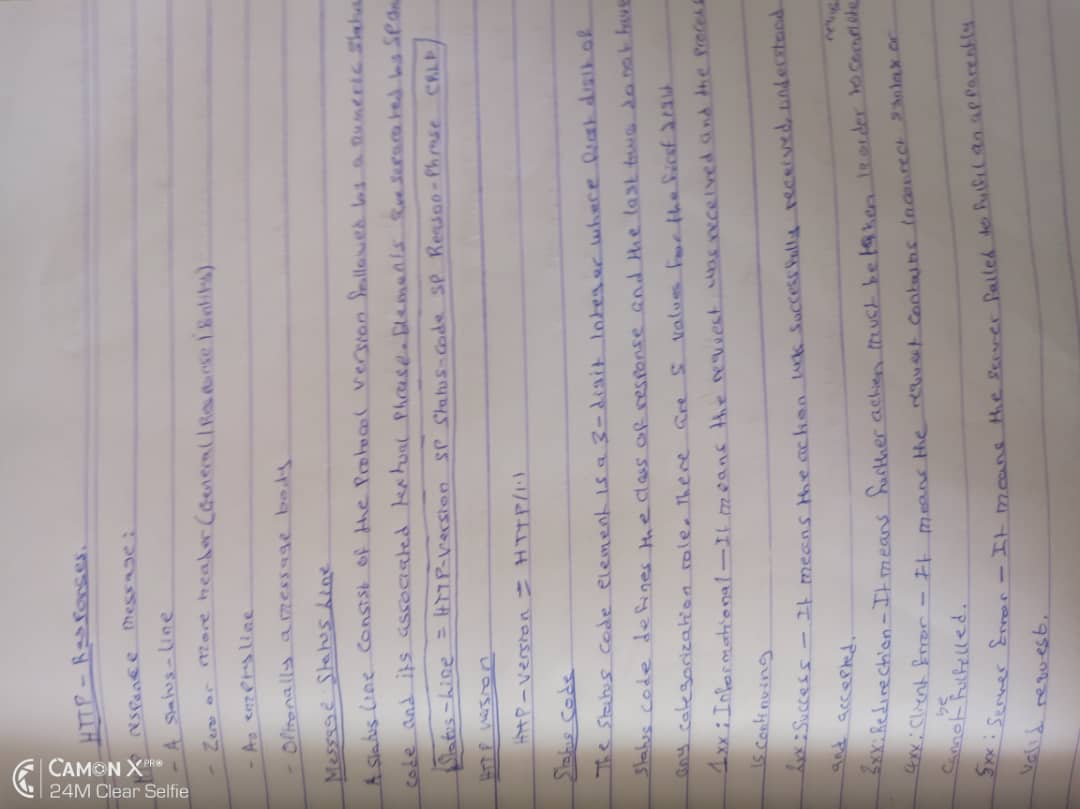 CAMON X PRO
24M Clear Selfie
HTTP - Responses.
response message:
- A status-line
- Zero or more header (General/Response/Entity)
- An empty line
- Optionally a message body
Message Status Line
A status line consist of the Protocol version followed by a numeric status
code and its associated textual phrase. Elements are separated by span
Status-Line = HTTP-Version SP Status-code SP Reason-Phrase CRLF
HTTP version
HTTP-version = HTTP/1.1
Status Code
The status code element is a 3-digit Integer where first digit of
status code defines the class of response and the last two do not have
any categorization role. There are 5 values for the first digit
1xx: Informational — It means the request was received and the process
is continuing
2xx: Success - It means the action was successfully received, understood
and accepted.
3xx: Redirection - It means further action must be taken in order to complete
4xx: Client Error - It means the request contains incorrect syntax or
cannot be fulfilled.
5xx: Server Error - It means the server failed to fulfil an apparently
valid request.